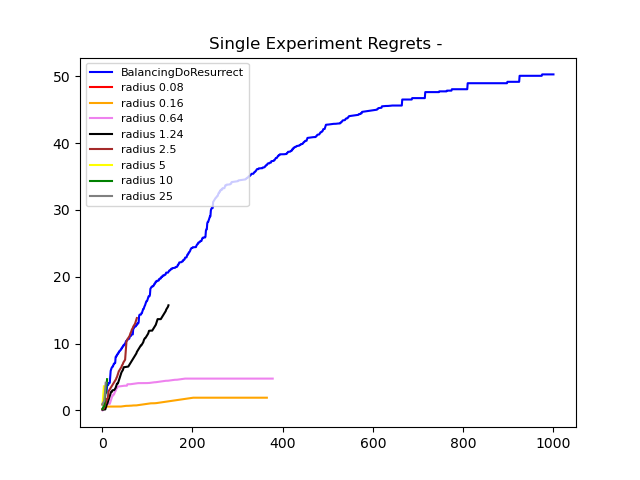 Single Experiment Regrets -
BalancingDoResurrect
radius 0.08
radius 0.16
radius 0.64
radius 1.24
radius 2.5
radius 5
radius 10
radius 25
50
40
30
20
10
0
0 200 400 600 800 1000